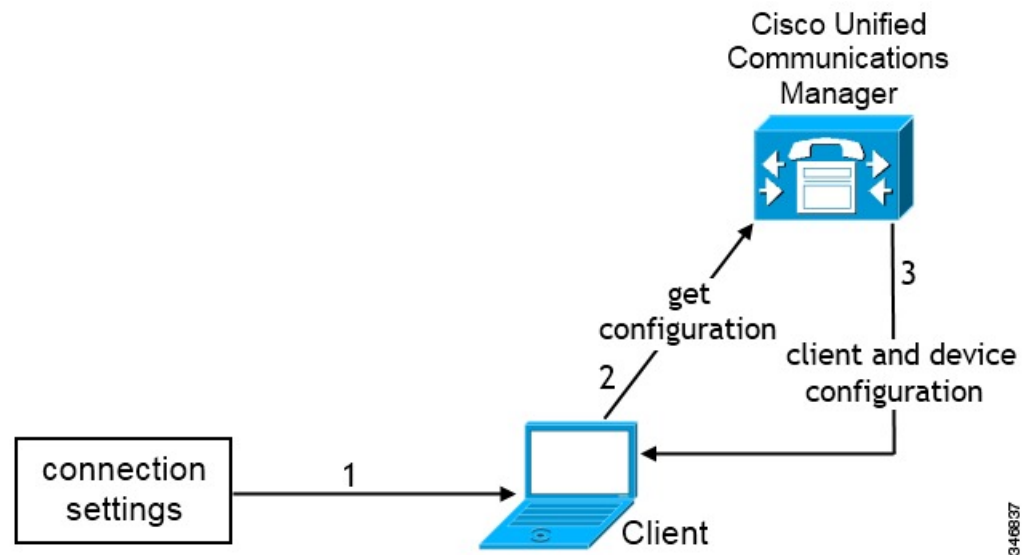 Cisco Unified
Communications
Manager
3
get
configuration
client and device
configuration
2
connection
settings
1
Client
346837